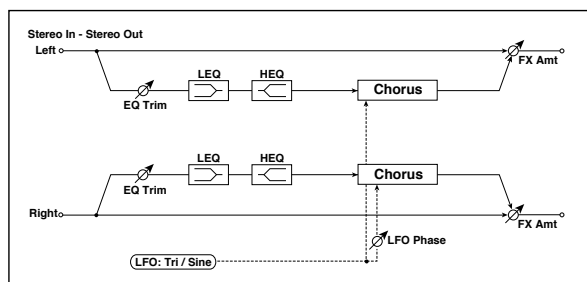 Stereo In - Stereo Out
Left
FX Amt
EQ Trim
LEQ
HEQ
Chorus
LEQ
HEQ
Chorus
EQ Trim
Right
LFO Phase
FX Amt
LFO: Tri / Sine